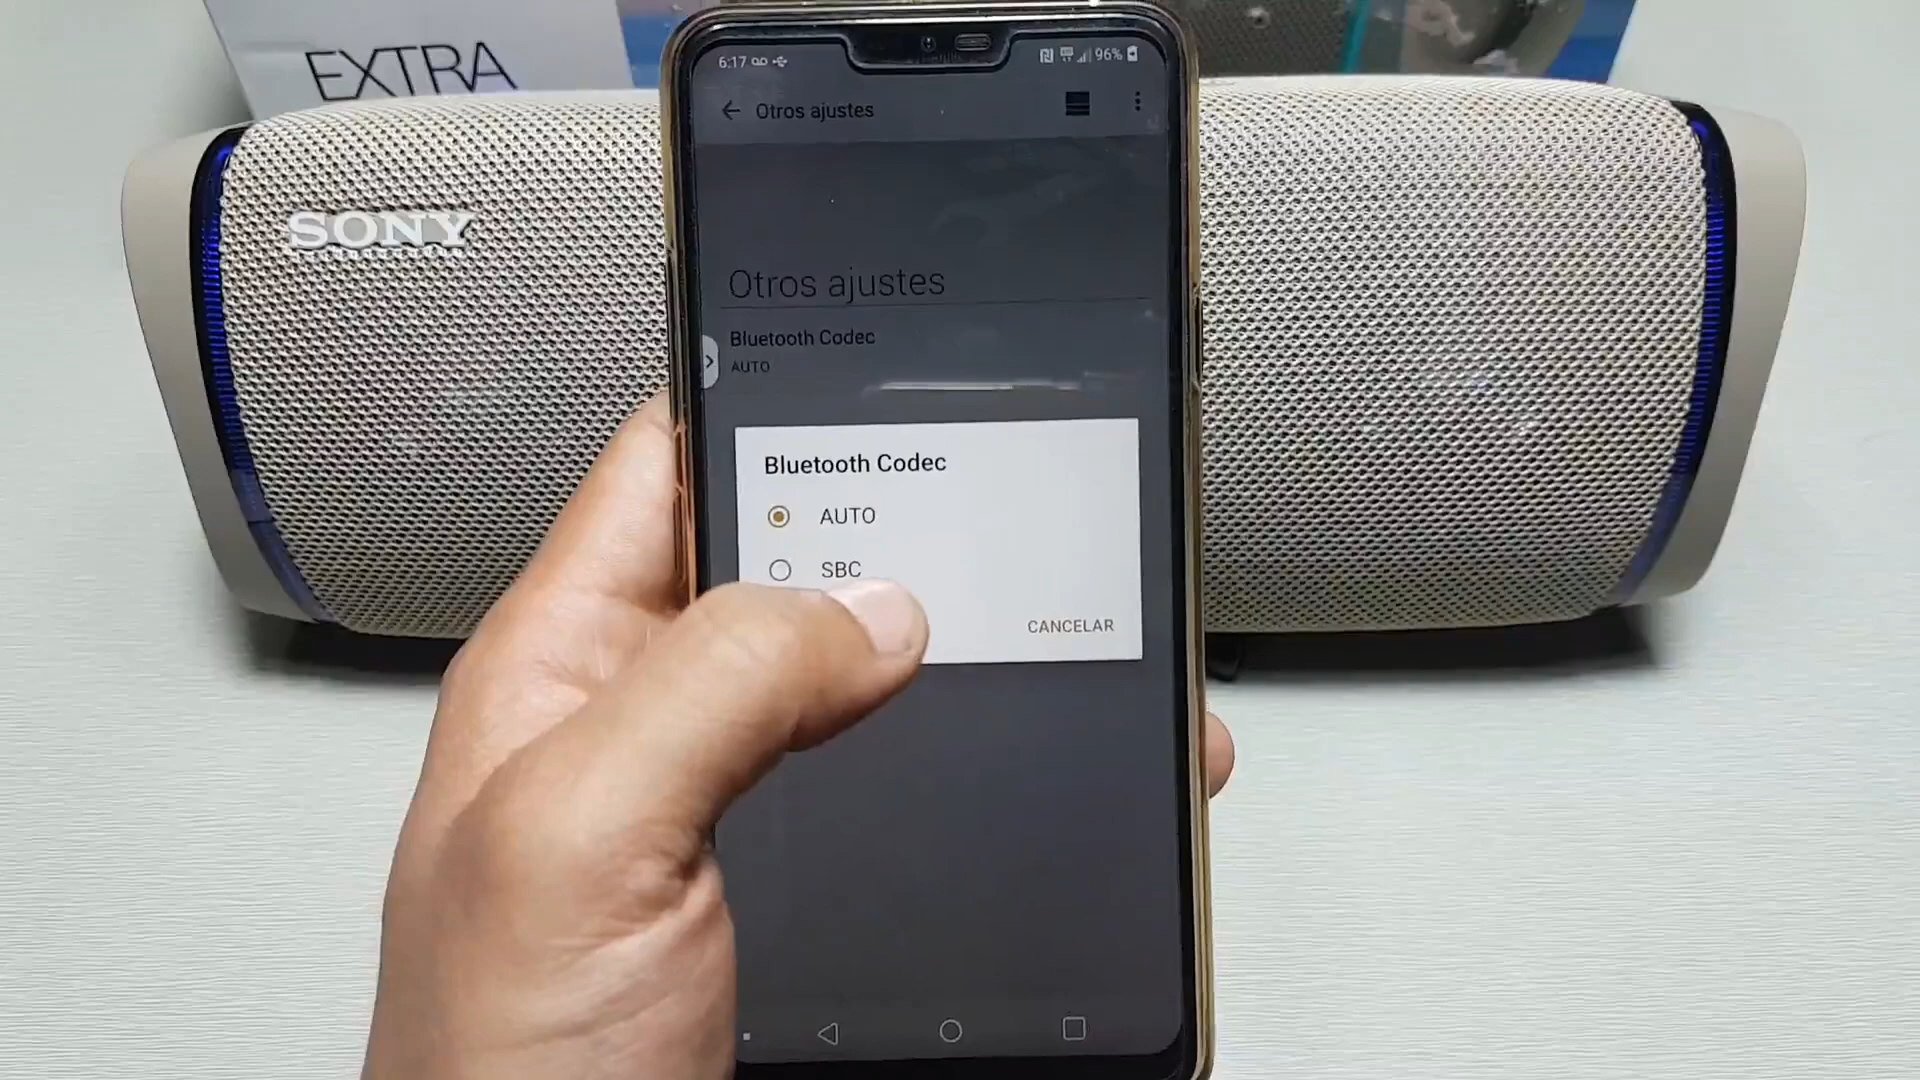 EXTRA
SONY
6:17
96%
Otros ajustes
Otros ajustes
Bluetooth Codec
AUTO
Bluetooth Codec
AUTO
SBC
CANCELAR